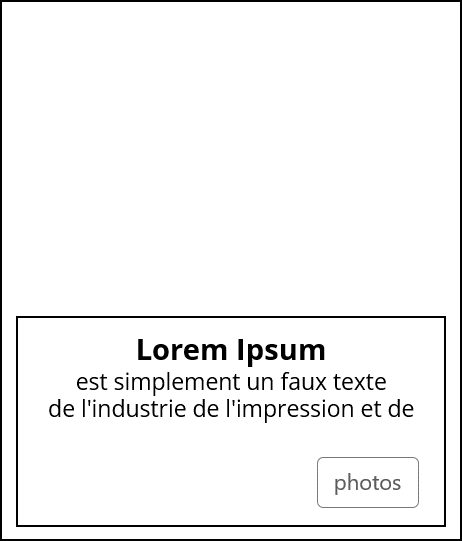 Lorem Ipsum
est simplement un faux texte
de l'industrie de l'impression et de
photos